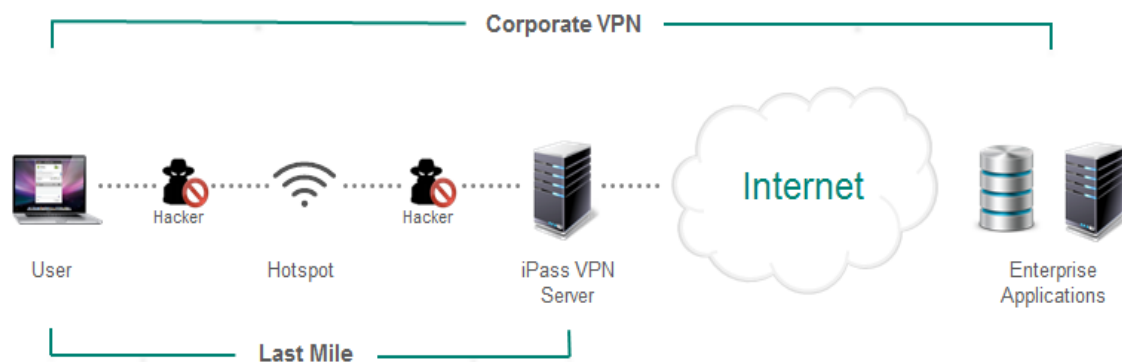 Corporate VPN
Internet
Hacker
Hacker
User
Hotspot
iPass VPN
Server
Enterprise
Applications
Last Mile